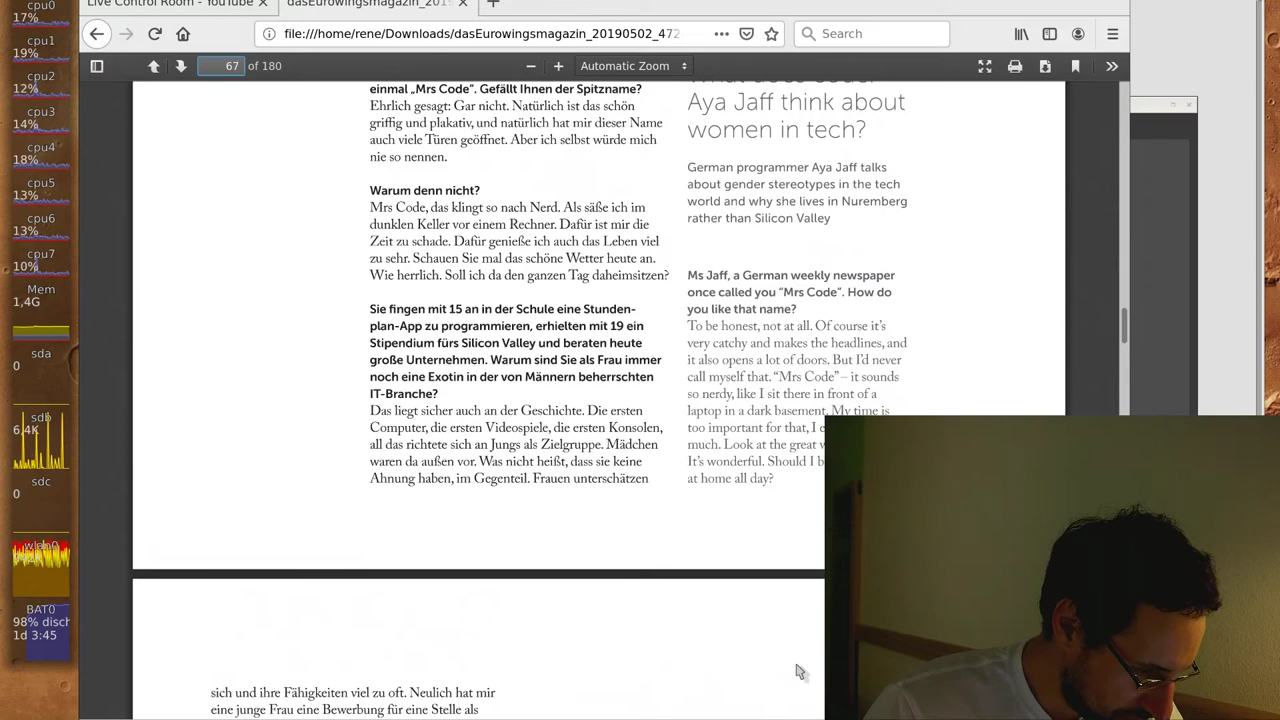 cpu0
17%
cpu1
19%
cpu2
12%
cpu3
14%
cpu4
18%
cpu5
13%
cpu6
13%
cpu7
10%
Mem
1,4G
sda
0
sdb
6,4K
sdc
0
wlan0
BAT0
98% disch
1d 3:45
Live Control Room - YouTube
dasEurowingsmagazin_201
file:///home/rene/Downloads/dasEurowingsmagazin_20190502_472
Search
67 of 180
Automatic Zoom
einmal „Mrs Code“. Gefällt Ihnen der Spitzname?
Ehrlich gesagt: Gar nicht. Natürlich ist das schön
griffig und plakativ, und natürlich hat mir dieser Name
auch viele Türen geöffnet. Aber ich selbst würde mich
nie so nennen.
Warum denn nicht?
Mrs Code, das klingt so nach Nerd. Als säße ich im
dunklen Keller vor einem Rechner. Dafür ist mir die
Zeit zu schade. Dafür genieße ich auch das Leben viel
zu sehr. Schauen Sie mal das schöne Wetter heute an.
Wie herrlich. Soll ich da den ganzen Tag daheimsitzen?
Sie fingen mit 15 an in der Schule eine Stunden-
plan-App zu programmieren, erhielten mit 19 ein
Stipendium fürs Silicon Valley und beraten heute
große Unternehmen. Warum sind Sie als Frau immer
noch eine Exotin in der von Männern beherrschten
IT-Branche?
Das liegt sicher auch an der Geschichte. Die ersten
Computer, die ersten Videospiele, die ersten Konsolen,
all das richtete sich an Jungs als Zielgruppe. Mädchen
waren da außen vor. Was nicht heißt, dass sie keine
Ahnung haben, im Gegenteil. Frauen unterschätzen
What does coder
Aya Jaff think about
women in tech?
German programmer Aya Jaff talks
about gender stereotypes in the tech
world and why she lives in Nuremberg
rather than Silicon Valley
Ms Jaff, a German weekly newspaper
once called you “Mrs Code”. How do
you like that name?
To be honest, not at all. Of course it’s
very catchy and makes the headlines, and
it also opens a lot of doors. But I’d never
call myself that. “Mrs Code” – it sounds
so nerdy, like I sit there in front of a
laptop in a dark basement. My time is
too important for that, I
much. Look at the great
It’s wonderful. Should I
at home all day?
sich und ihre Fähigkeiten viel zu oft. Neulich hat mir
eine junge Frau eine Bewerbung für eine Stelle als